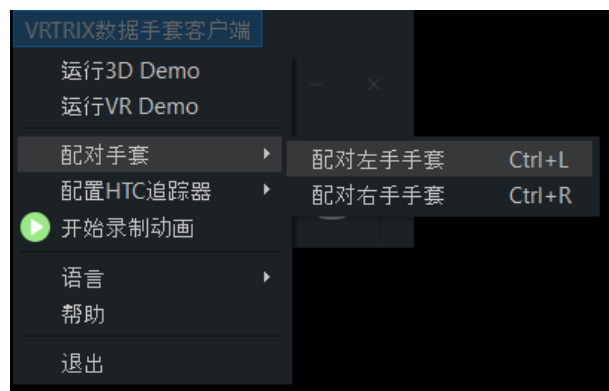 VRTRIX数据手套客户端
运行3D Demo
运行VR Demo
配对手套
配对左手手套 Ctrl+L
配置HTC追踪器
配对右手手套 Ctrl+R
开始录制动画
语言
帮助
退出